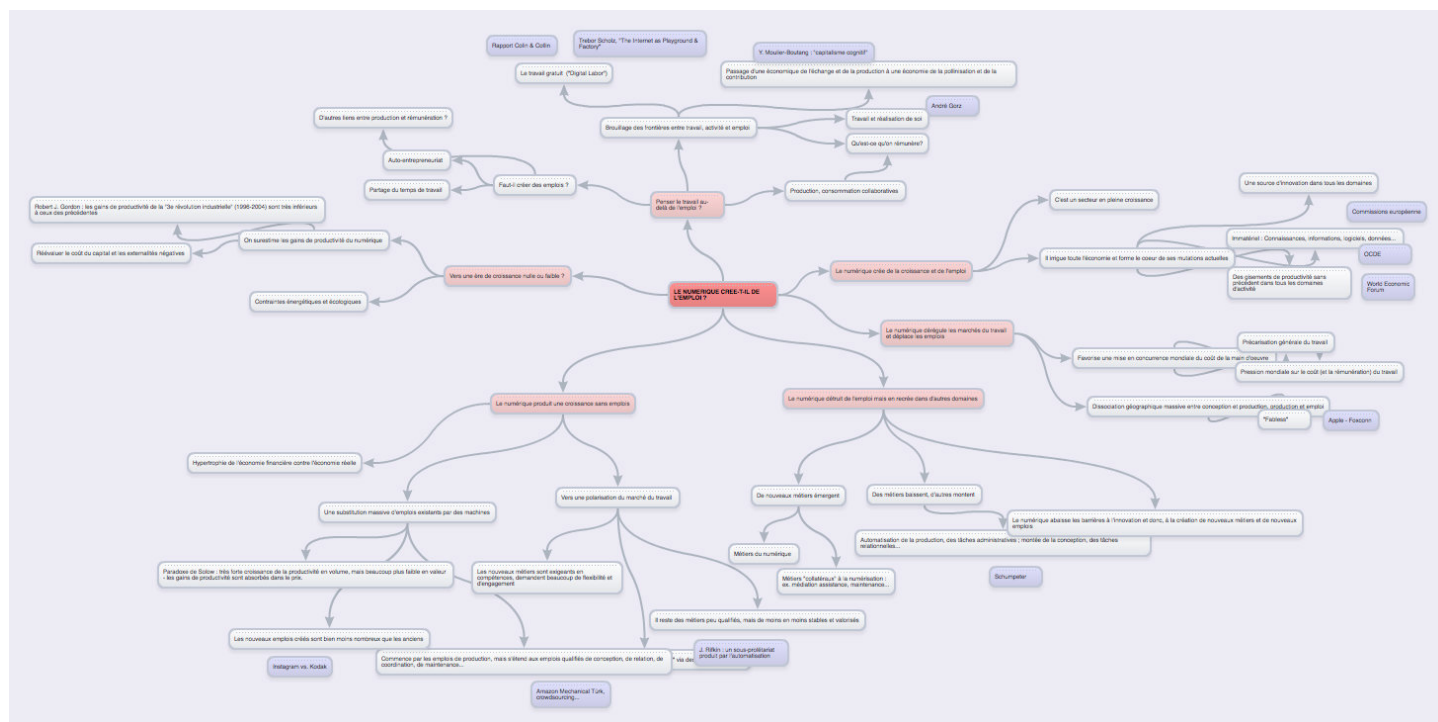 Rapport Colin & Collin
Trebor Scholz, "The Internet as Playground &
Factory"
Y. Moulier-Boutang : "capitalisme cognitif"
Le travail gratuit ("Digital Labor")
Passage d'une économique de l'échange et de la production à une économie de la pollinisation et de la
contribution
André Gorz
D'autres liens entre production et rémunération ?
Brouillage des frontières entre travail, activité et emploi
Travail et réalisation de soi
Qu'est-ce qu'on rémunère?
Auto-entrepreneuriat
Faut-il créer des emplois ?
Partage du temps de travail
Production, consommation collaboratives
Penser le travail au-
delà de l'emploi ?
Une source d'innovation dans tous les domaines
C'est un secteur en pleine croissance
Commissions européenne
Robert J. Gordon : les gains de productivité de la "3e révolution industrielle" (1996-2004) sont très inférieurs
à ceux des précédentes
On surestime les gains de productivité du numérique
Réévaluer le coût du capital et les externalités négatives
Immatériel : Connaissances, informations, logiciels, données...
Il irrigue toute l'économie et forme le coeur de ses mutations actuelles
OCDE
Vers une ère de croissance nulle ou faible ?
Le numérique crée de la croissance et de l'emploi
Des gisements de productivité sans
précédent dans tous les domaines
d'activité
World Economic
Forum
Contraintes énergétiques et écologiques
LE NUMERIQUE CREE-T-IL DE
L'EMPLOI ?
Le numérique dérégule les marchés du travail
et déplace les emplois
Précarisation générale du travail
Favorise une mise en concurrence mondiale du coût de la main d'oeuvre
Pression mondiale sur le coût (et la rémunération) du travail
Le numérique produit une croissance sans emplois
Le numérique détruit de l'emploi mais en recrée dans d'autres domaines
Dissociation géographique massive entre conception et production, production et emploi
"Fabless"
Apple - Foxconn
Hypertrophie de l'économie financière contre l'économie réelle
Vers une polarisation du marché du travail
De nouveaux métiers émergent
Des métiers baissent, d'autres montent
Une substitution massive d'emplois existants par des machines
Le numérique abaisse les barrières à l'innovation et donc, à la création de nouveaux métiers et de nouveaux
emplois
Automatisation de la production, des tâches administratives ; montée de la conception, des tâches
relationnelles...
Métiers du numérique
Paradoxe de Solow : très forte croissance de la productivité en volume, mais beaucoup plus faible en valeur
- les gains de productivité sont absorbés dans le prix.
Les nouveaux métiers sont exigeants en
compétences, demandent beaucoup de flexibilité et
d'engagement
Métiers "collatéraux" à la numérisation :
ex. médiation assistance, maintenance...
Schumpeter
Il reste des métiers peu qualifiés, mais de moins en moins stables et valorisés
Les nouveaux emplois créés sont bien moins nombreux que les anciens
Instagram vs. Kodak
Commence par les emplois de production, mais s'étend aux emplois qualifiés de conception, de relation, de
coordination, de maintenance...
" via des
J. Rifkin : un sous-prolétariat
produit par l'automatisation
Amazon Mechanical Türk,
crowdsourcing...